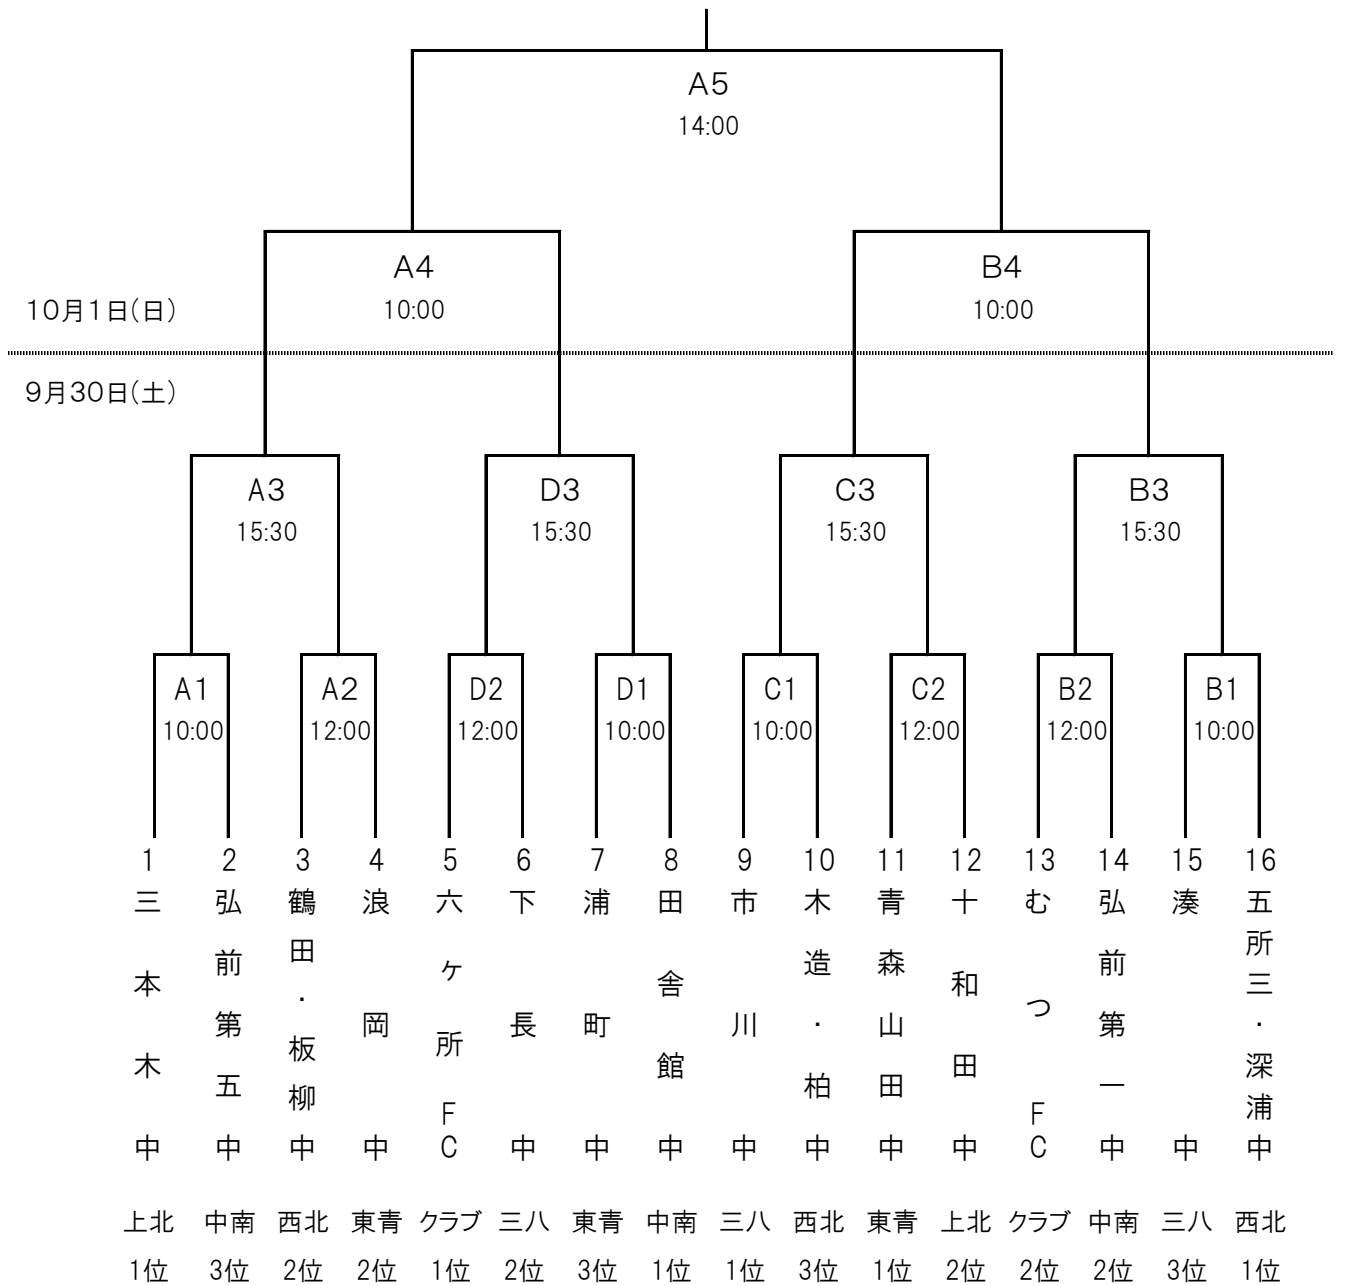 A5
14:00
A4
10:00
B4
10:00
10月1日(日)
9月30日(土)
A3
15:30
D3
15:30
C3
15:30
B3
15:30
A1
10:00
A2
12:00
D2
12:00
D1
10:00
C1
10:00
C2
12:00
B2
12:00
B1
10:00
1
三本木中
上北
1位
2
弘前第五中
中南
3位
3
鶴田・板柳中
西北
2位
4
浪岡中
東青
2位
5
六ヶ所FC
クラブ
1位
6
下長中
三八
2位
7
浦町中
東青
3位
8
田舎館中
中南
1位
9
市川中
三八
1位
10
木造・柏中
西北
3位
11
青森山田中
東青
1位
12
十和田中
上北
2位
13
むつFC
クラブ
2位
14
弘前第一中
中南
2位
15
湊中
三八
3位
16
五所三・深浦中
西北
1位